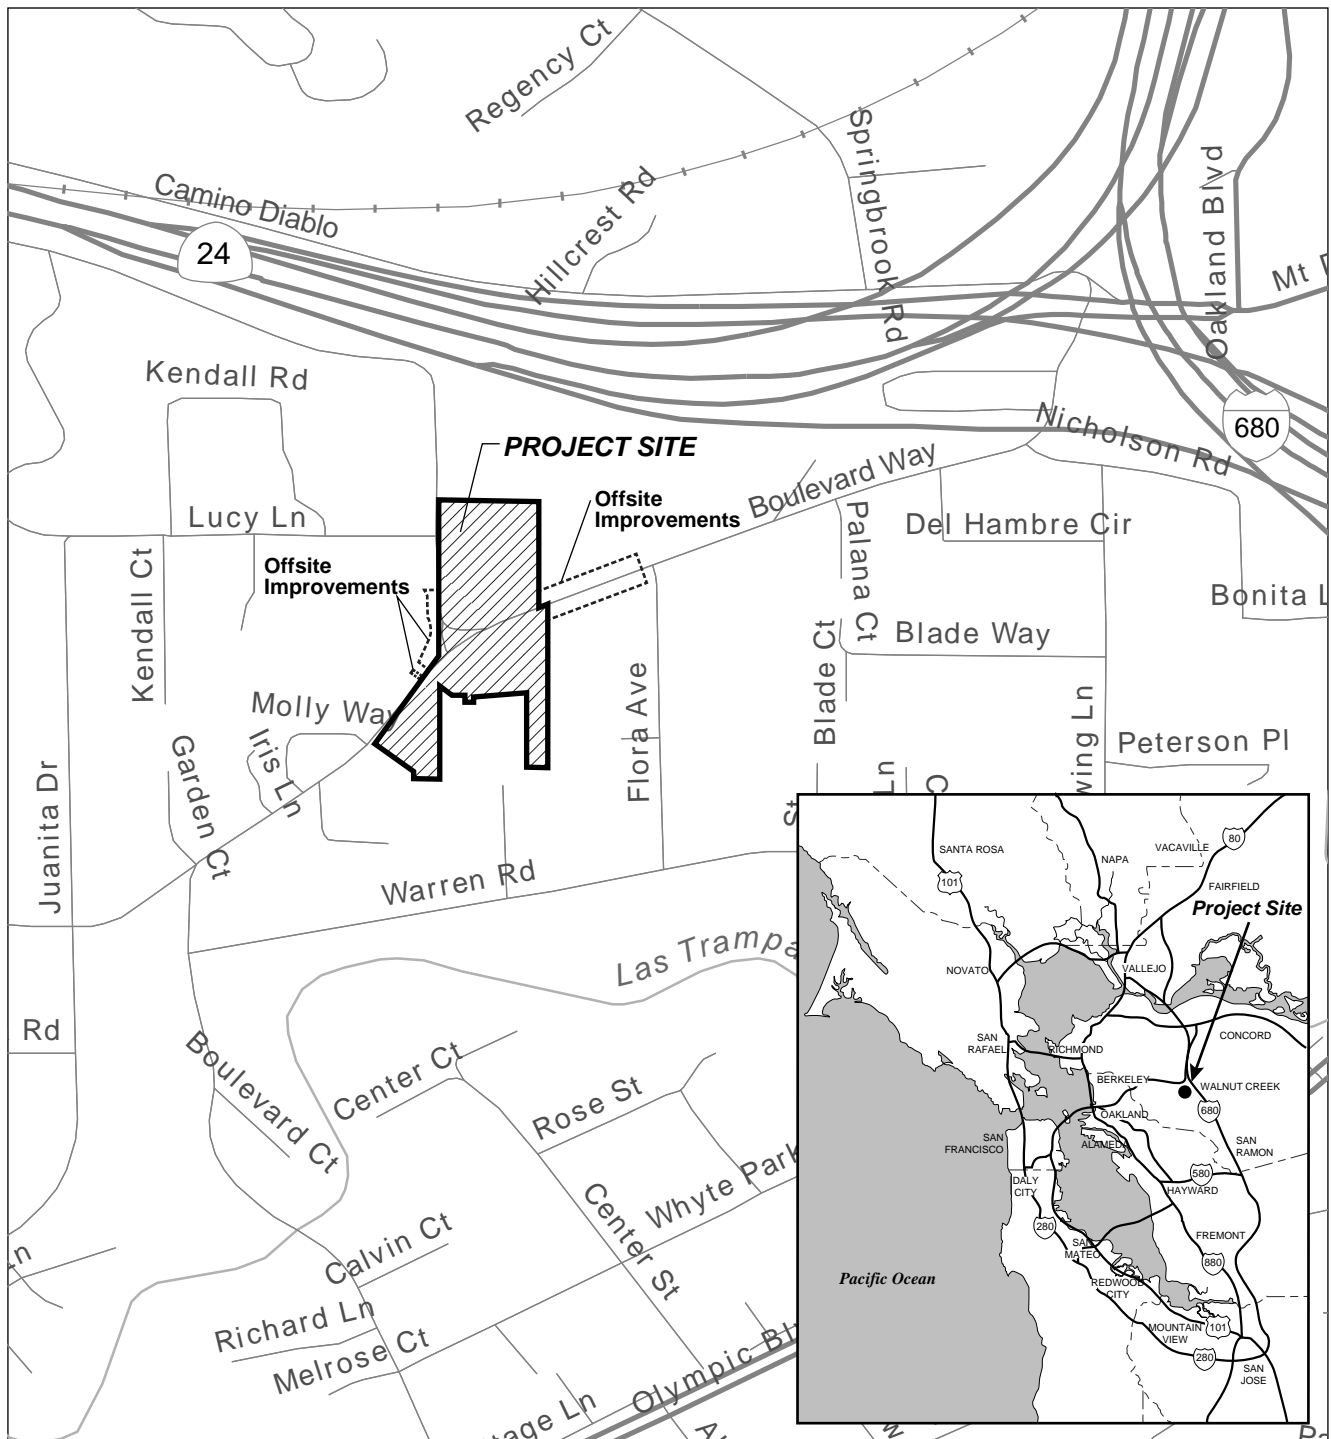 Regency Ct
Camino Diablo
24
Hillcrest Rd
Springbrook Rd
Oakland Blvd
Kendall Rd
PROJECT SITE
Nicholson Rd
680
Boulevard Way
Offsite
Improvements
Lucy Ln
Palana Ct
Del Hambre Cir
Kendall Ct
Offsite
Improvements
Bonita L
Blade Way
Blade Ct
Flora Ave
Molly Way
Iris Ln
Garden Ct
Juanita Dr
wing Ln
Peterson Pl
Ln
St
Warren Rd
Las Trampa
Rd
Boulevard Ct
Center Ct
Rose St
Whyte Park
Center St
Calvin Ct
Richard Ln
Melrose Ct
Olympic Bl
tage Ln
SANTA ROSA
NAPA
VACAVILLE
80
101
FAIRFIELD
Project Site
NOVATO
VALLEJO
SAN
RAFAEL
RICHMOND
CONCORD
BERKELEY
WALNUT CREEK
OAKLAND
680
SAN
FRANCISCO
ALAMEDA
SAN
RAMON
DALY
CITY
580
HAYWARD
280
SAN
MATEO
FREMONT
880
Pacific Ocean
REDWOOD
CITY
MOUNTAIN
VIEW
101
280
SAN
JOSE